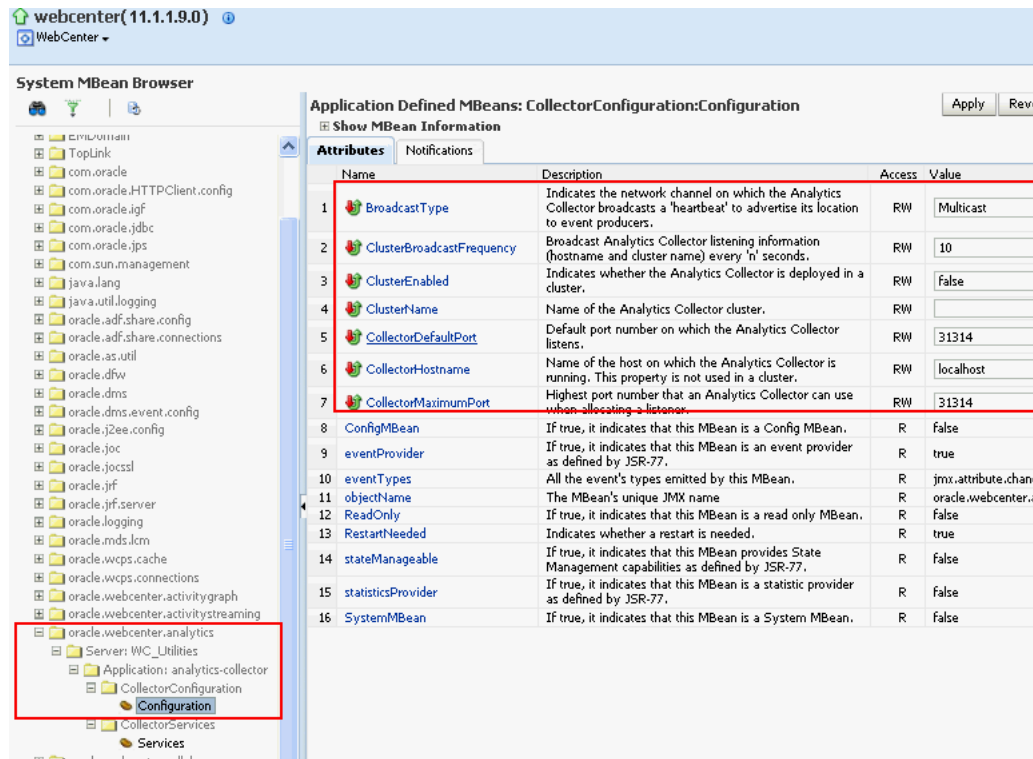 webcenter(11.1.1.9.0)
WebCenter
System MBean Browser
EMDomain
TopLink
com.oracle
com.oracle.HTTPClient.config
com.oracle.igf
com.oracle.jdbc
com.oracle.jps
com.sun.management
java.lang
java.util.logging
oracle.adf.share.config
oracle.adf.share.connections
oracle.as.util
oracle.dfw
oracle.dms
oracle.dms.event.config
oracle.j2ee.config
oracle.joc
oracle.jocssl
oracle.jrf
oracle.jrf.server
oracle.logging
oracle.mds.lcm
oracle.wcps.cache
oracle.wcps.connections
oracle.webcenter.activitygraph
oracle.webcenter.activitystreaming
oracle.webcenter.analytics
Server: WC_Utilities
Application: analytics-collector
CollectorConfiguration
Configuration
CollectorServices
Services
Application Defined MBeans: CollectorConfiguration:Configuration
Apply
Reve
Show MBean Information
Attributes
Notifications
Name Description Access Value
1 BroadcastType Indicates the network channel on which the Analytics RW Multicast
Collector broadcasts a 'heartbeat' to advertise its location
to event producers.
2 ClusterBroadcastFrequency Broadcast Analytics Collector listening information RW 10
(hostname and cluster name) every 'n' seconds.
3 ClusterEnabled Indicates whether the Analytics Collector is deployed in a RW false
cluster.
4 ClusterName Name of the Analytics Collector cluster. RW
5 CollectorDefaultPort Default port number on which the Analytics Collector RW 31314
listens.
6 CollectorHostname Name of the host on which the Analytics Collector is RW localhost
running. This property is not used in a cluster.
7 CollectorMaximumPort Highest port number that an Analytics Collector can use RW 31314
when allocating a listener.
8 ConfigMBean If true, it indicates that this MBean is a Config MBean. R false
9 eventProvider If true, it indicates that this MBean is an event provider R true
as defined by JSR-77.
10 eventTypes All the event's types emitted by this MBean. R jmx.attribute.chan
11 objectName The MBean's unique JMX name R oracle.webcenter.a
12 ReadOnly If true, it indicates that this MBean is a read only MBean. R false
13 RestartNeeded Indicates whether a restart is needed. R true
14 stateManageable If true, it indicates that this MBean provides State R false
Management capabilities as defined by JSR-77.
15 statisticsProvider If true, it indicates that this MBean is a statistic provider R false
as defined by JSR-77.
16 SystemMBean If true, it indicates that this MBean is a System MBean. R false